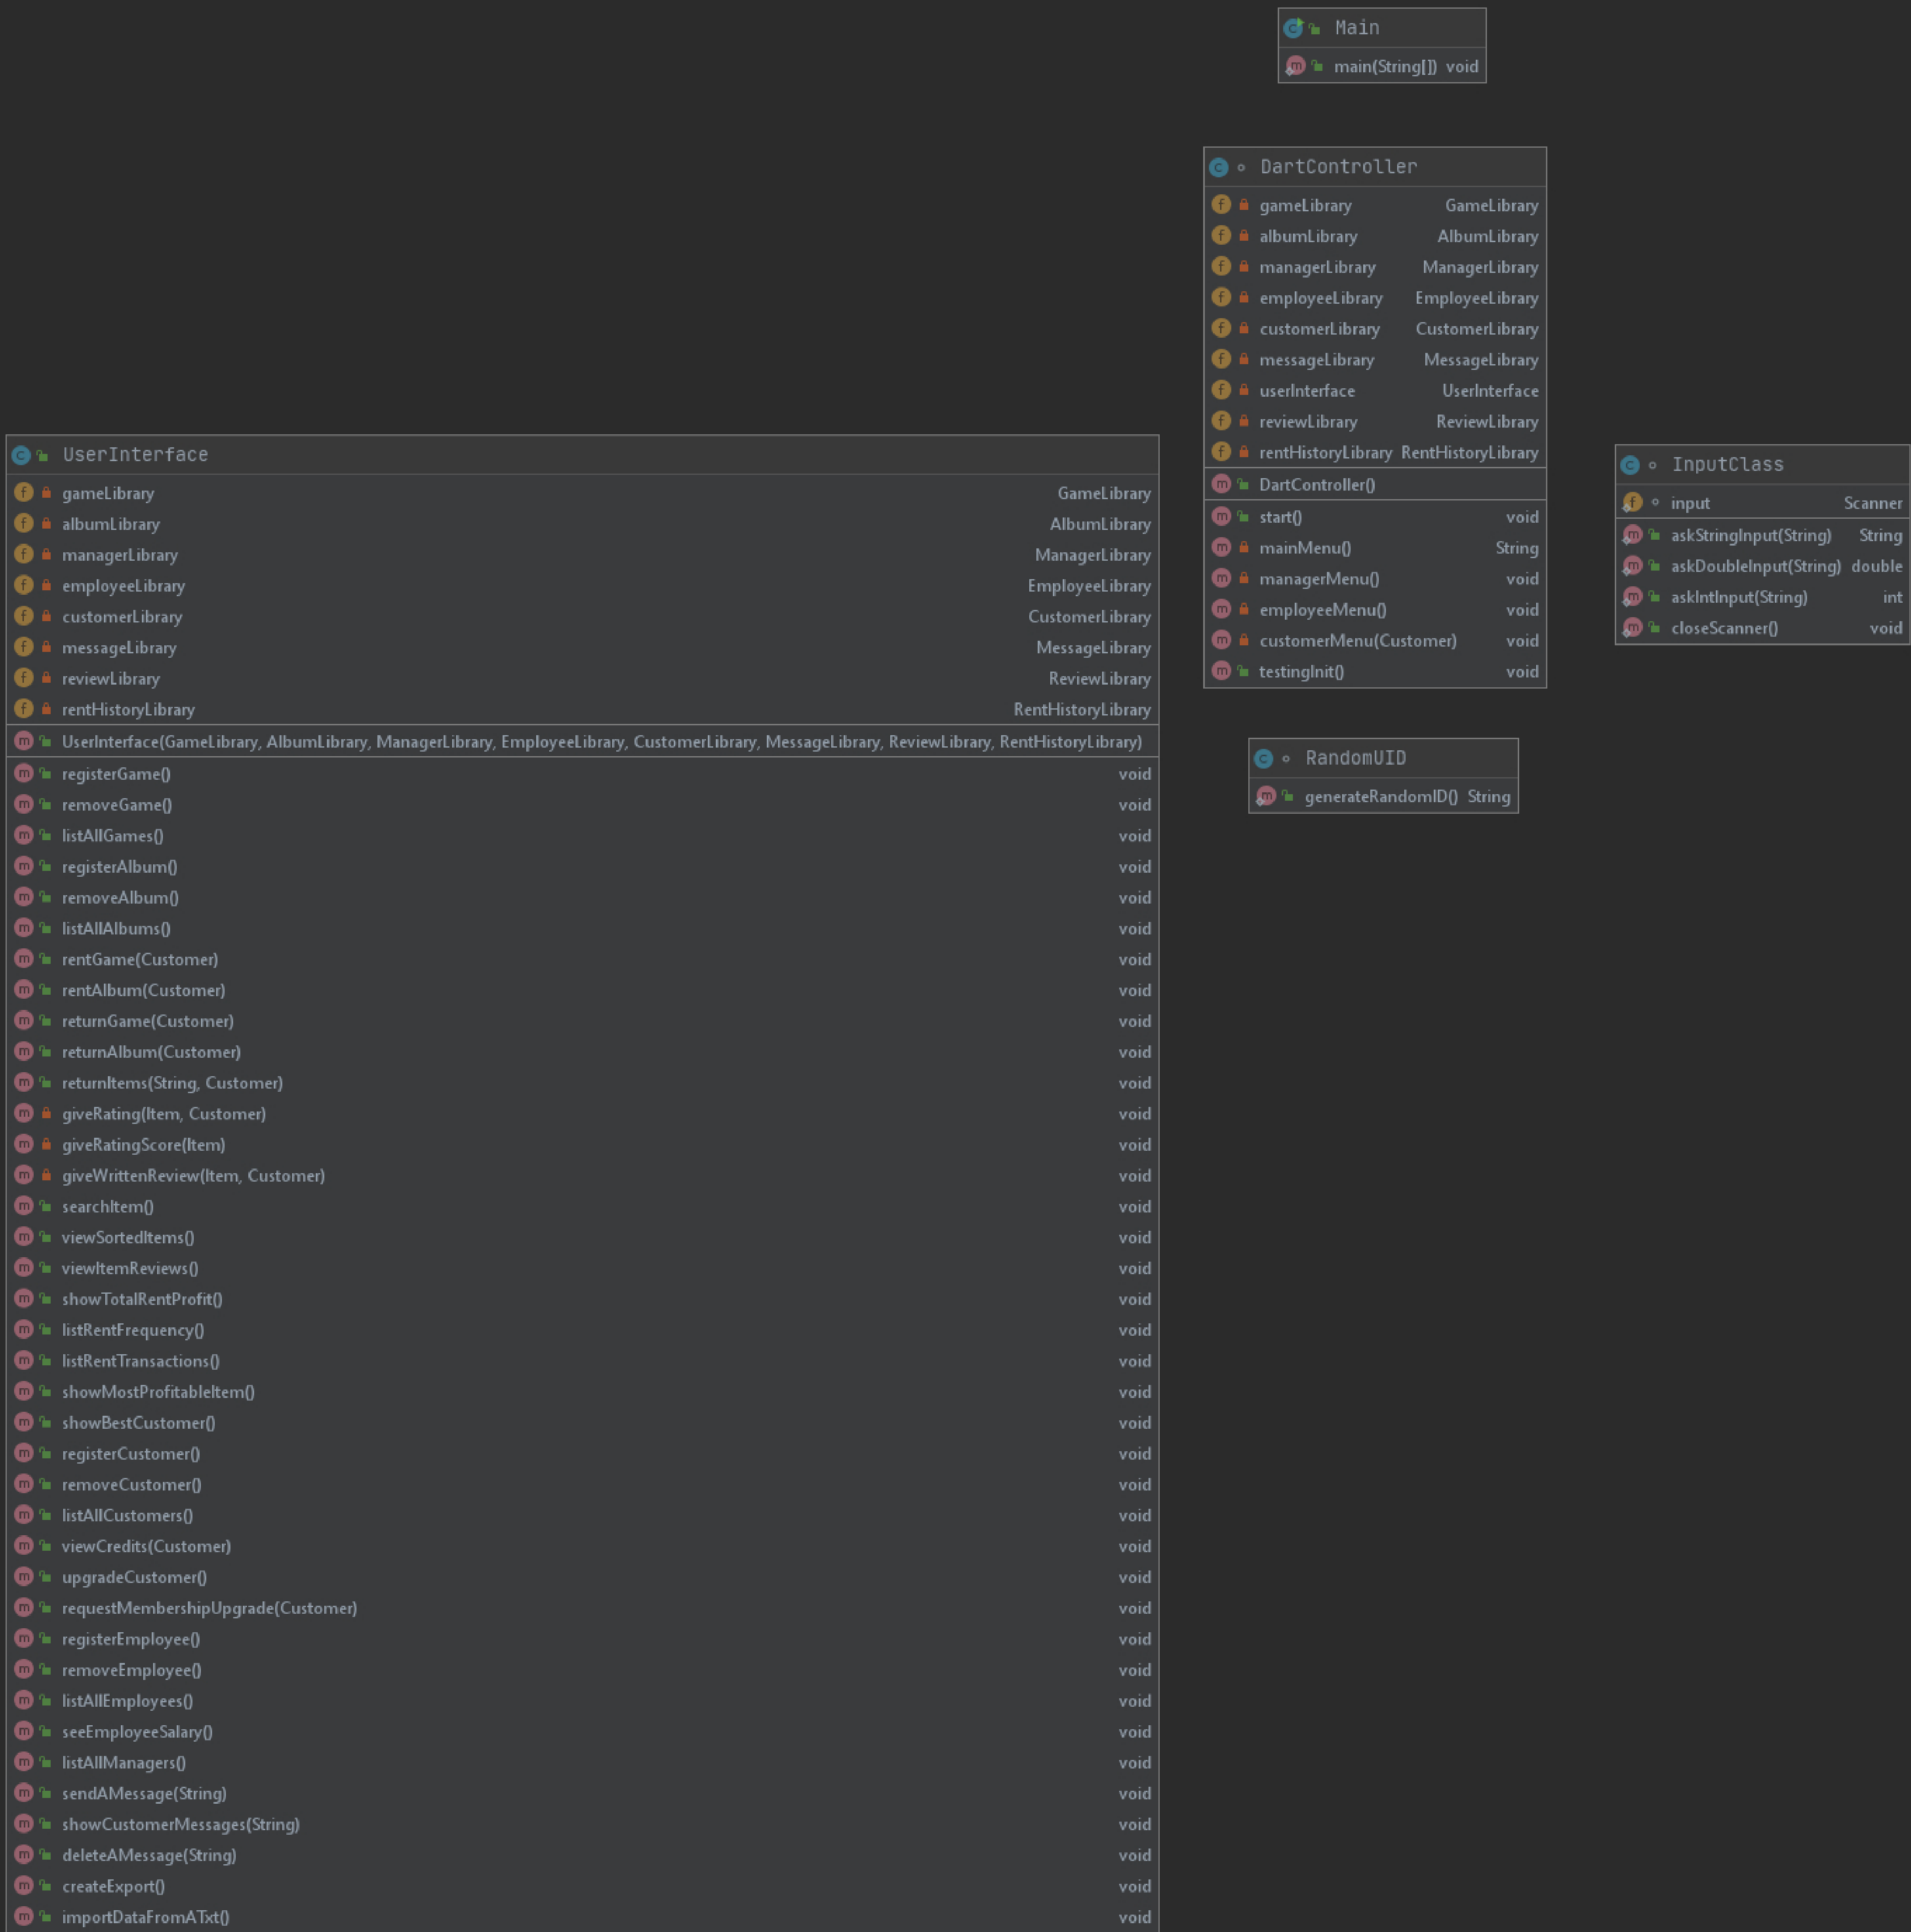 Main
main(String[]) void
DartController
gameLibrary GameLibrary
albumLibrary AlbumLibrary
managerLibrary ManagerLibrary
employeeLibrary EmployeeLibrary
customerLibrary CustomerLibrary
messageLibrary MessageLibrary
userInterface UserInterface
reviewLibrary ReviewLibrary
rentHistoryLibrary RentHistoryLibrary
DartController()
start() void
mainMenu() String
managerMenu() void
employeeMenu() void
customerMenu(Customer) void
testingInit() void
UserInterface
gameLibrary GameLibrary
albumLibrary AlbumLibrary
managerLibrary ManagerLibrary
employeeLibrary EmployeeLibrary
customerLibrary CustomerLibrary
messageLibrary MessageLibrary
reviewLibrary ReviewLibrary
rentHistoryLibrary RentHistoryLibrary
UserInterface(GameLibrary, AlbumLibrary, ManagerLibrary, EmployeeLibrary, CustomerLibrary, MessageLibrary, ReviewLibrary, RentHistoryLibrary)
registerGame() void
removeGame() void
listAllGames() void
registerAlbum() void
removeAlbum() void
listAllAlbums() void
rentGame(Customer) void
rentAlbum(Customer) void
returnGame(Customer) void
returnAlbum(Customer) void
returnItems(String, Customer) void
giveRating(Item, Customer) void
giveRatingScore(Item) void
giveWrittenReview(Item, Customer) void
searchItem() void
viewSortedItems() void
viewItemReviews() void
showTotalRentProfit() void
listRentFrequency() void
listRentTransactions() void
showMostProfitableItem() void
showBestCustomer() void
registerCustomer() void
removeCustomer() void
listAllCustomers() void
viewCredits(Customer) void
upgradeCustomer() void
requestMembershipUpgrade(Customer) void
registerEmployee() void
removeEmployee() void
listAllEmployees() void
seeEmployeeSalary() void
listAllManagers() void
sendAMessage(String) void
showCustomerMessages(String) void
deleteAMessage(String) void
createExport() void
importDataFromATxt() void
InputClass
input Scanner
askStringInput(String) String
askDoubleInput(String) double
askIntInput(String) int
closeScanner() void
RandomUID
generateRandomID() String